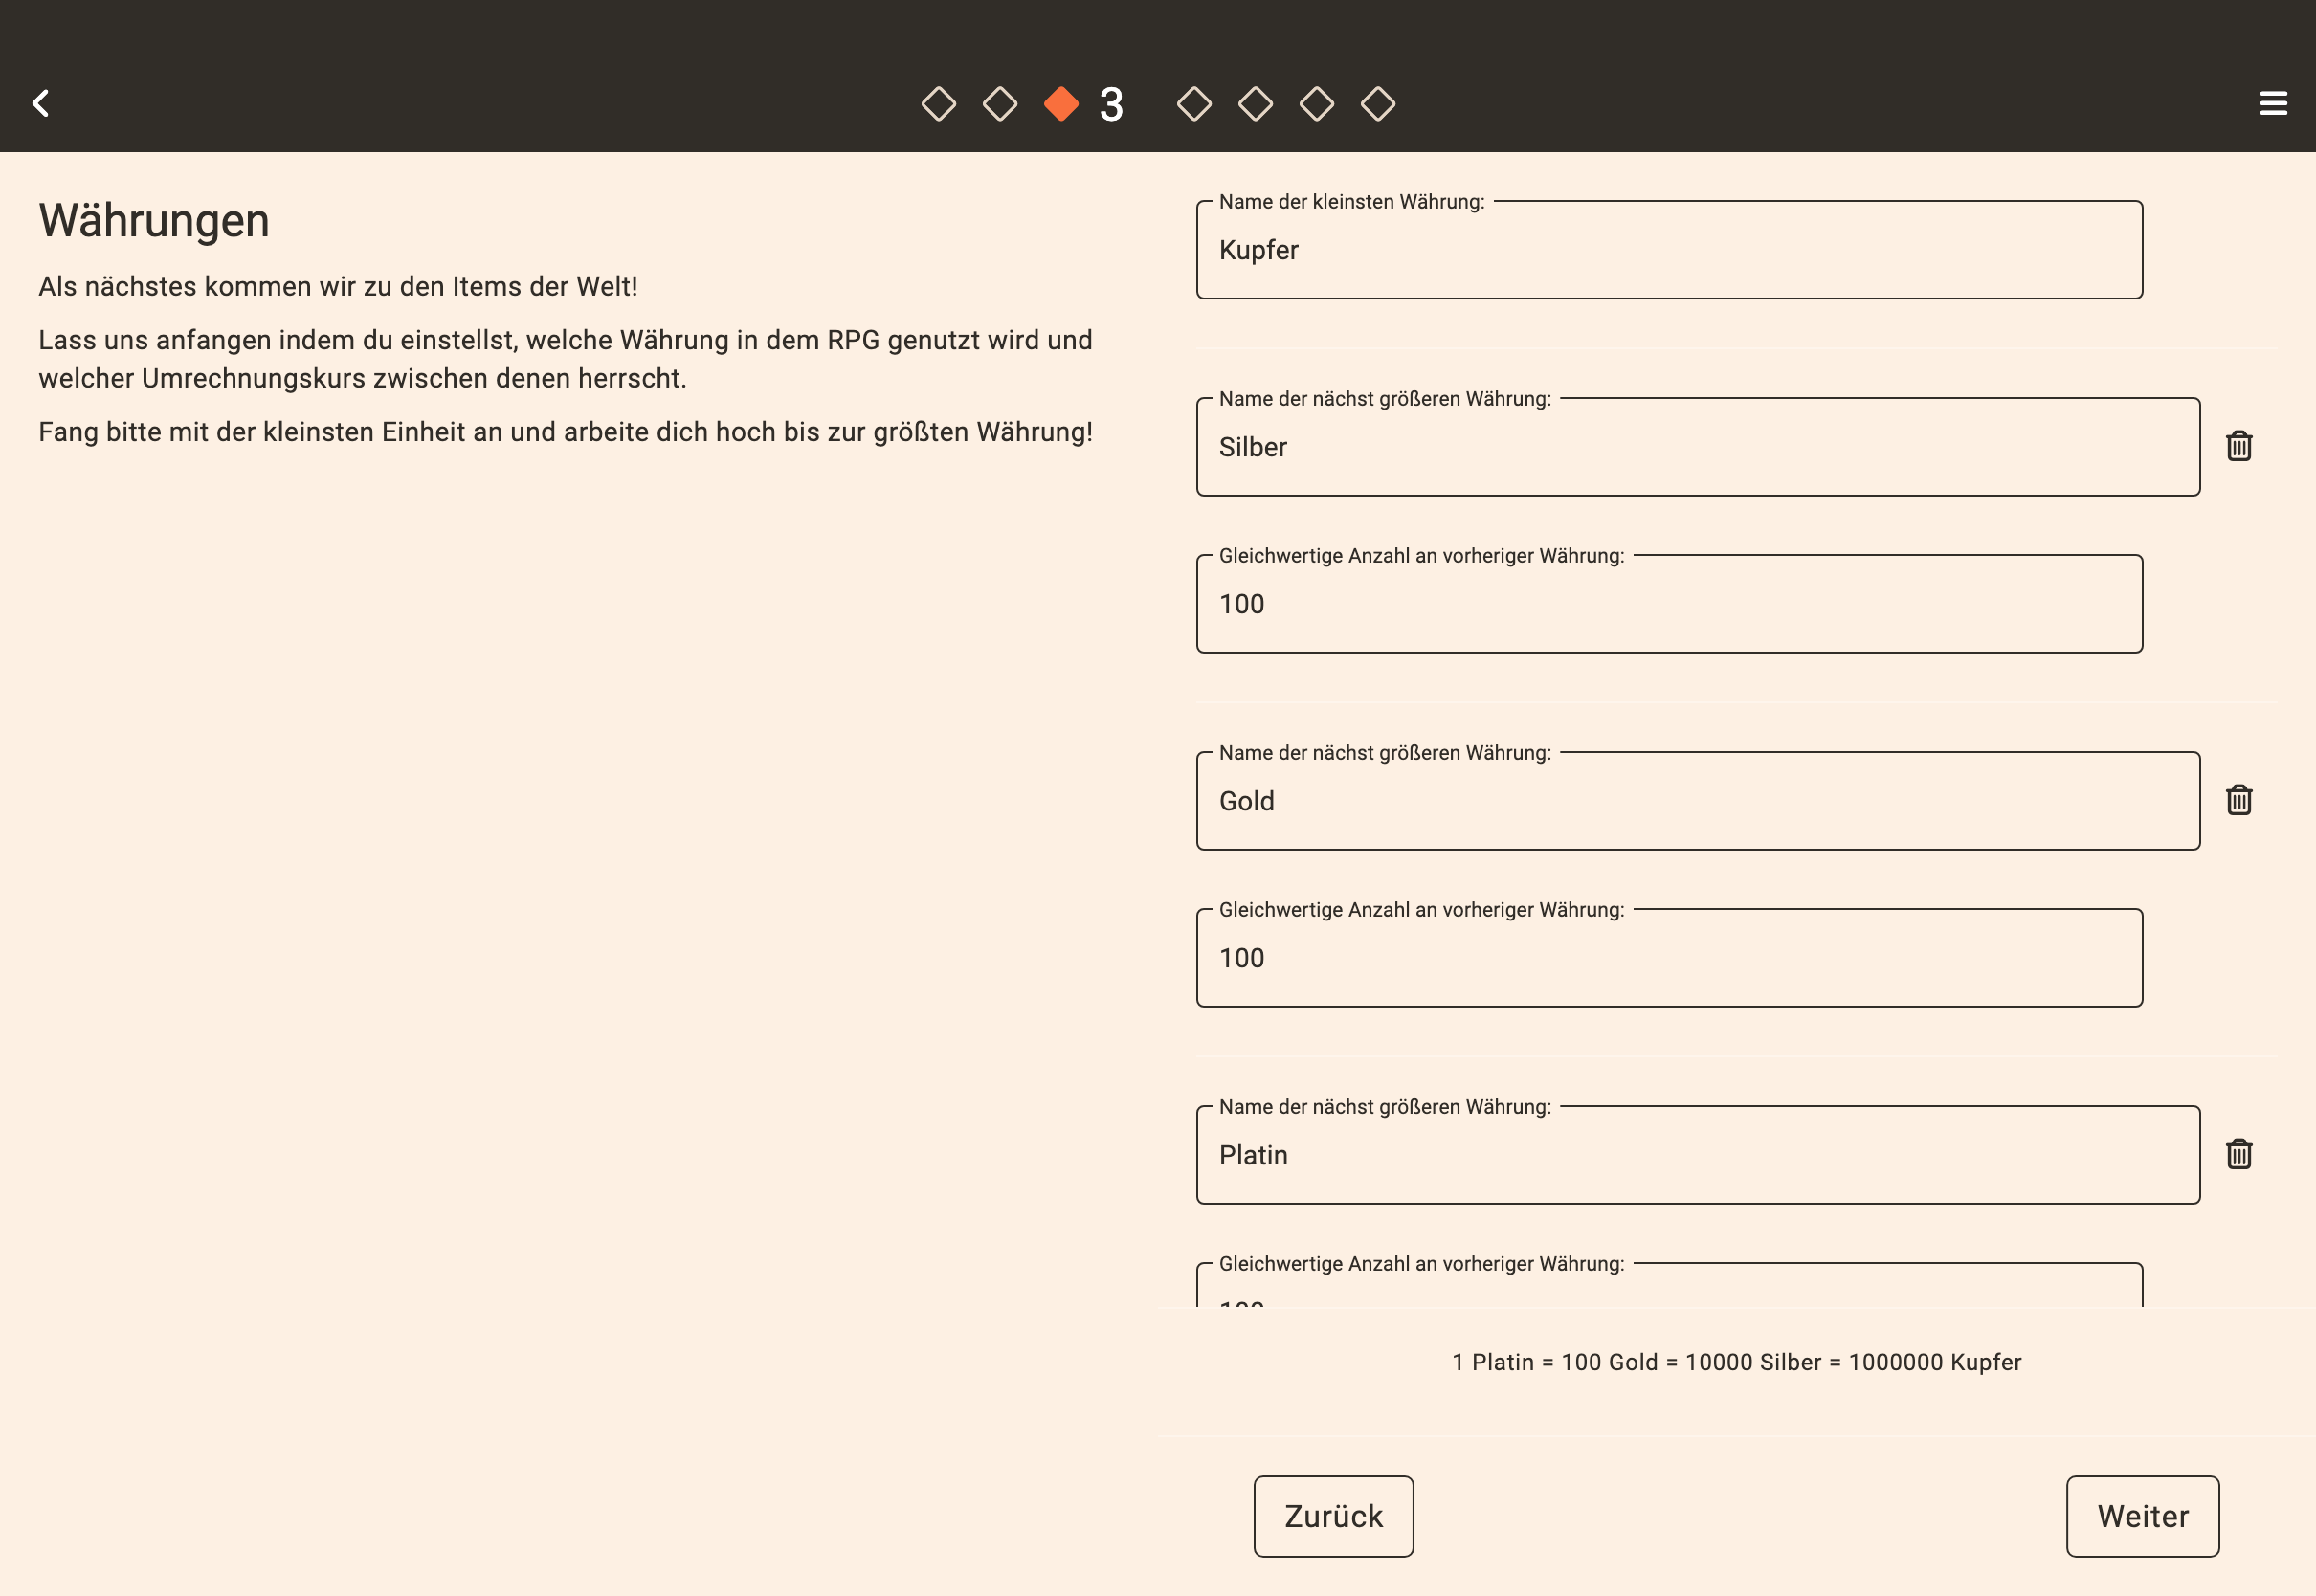 3
Währungen
Als nächstes kommen wir zu den Items der Welt!
Lass uns anfangen indem du einstellst, welche Währung in dem RPG genutzt wird und
welcher Umrechnungskurs zwischen denen herrscht.
Fang bitte mit der kleinsten Einheit an und arbeite dich hoch bis zur größten Währung!
Name der kleinsten Währung:
Kupfer
Name der nächst größeren Währung:
Silber
Gleichwertige Anzahl an vorheriger Währung:
100
Name der nächst größeren Währung:
Gold
Gleichwertige Anzahl an vorheriger Währung:
100
Name der nächst größeren Währung:
Platin
Gleichwertige Anzahl an vorheriger Währung:
1 Platin = 100 Gold = 10000 Silber = 1000000 Kupfer
Zurück
Weiter